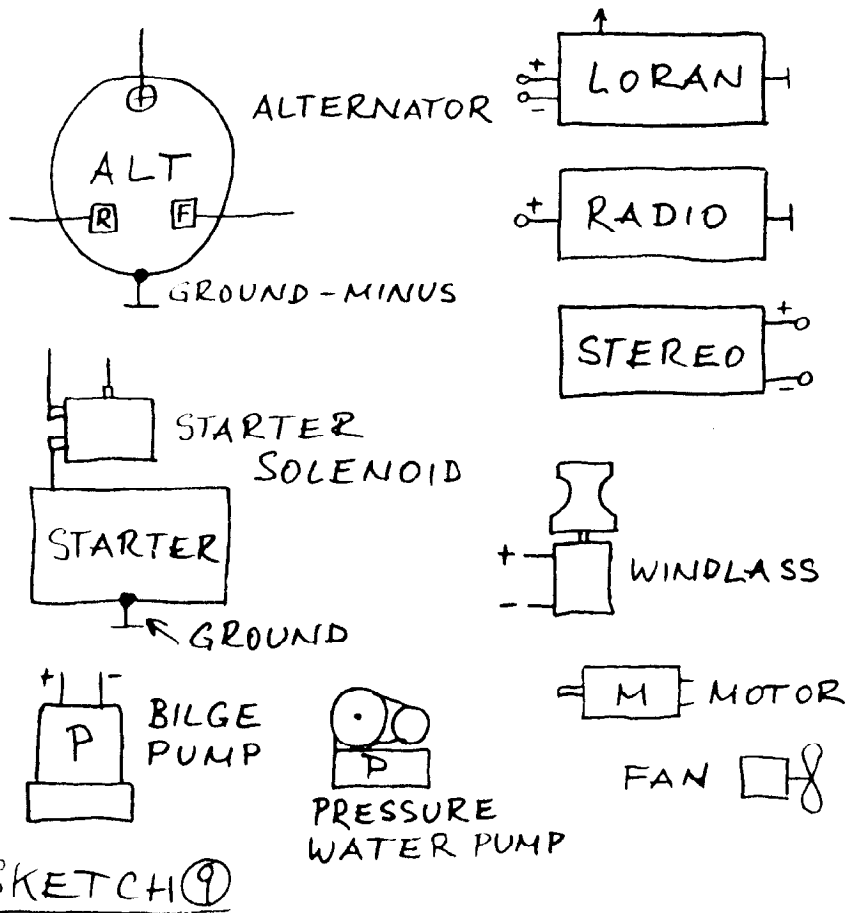 +
ALTERNATOR
ALT
R F
GROUND-MINUS
+ LORAN
-
+ RADIO
STEREO +
-
STARTER
SOLENOID
STARTER
GROUND
+ WINDLASS
-
+ -
P
BILGE
PUMP
P
PRESSURE
WATER PUMP
M MOTOR
FAN
SKETCH 9